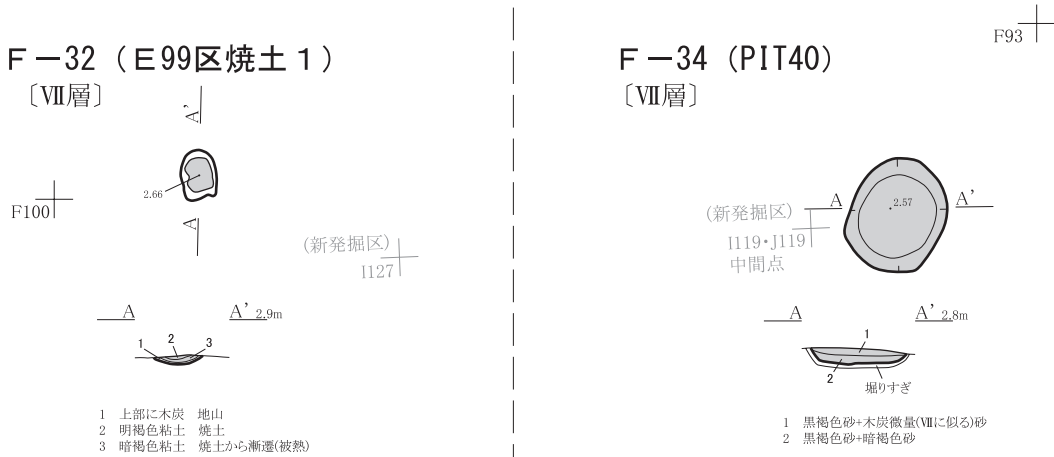 F－32（E99区焼土1）
〔Ⅶ層〕
A’
2.66
F100
A
(新発掘区)
I127
A
A’ 2.9m
1
2
3
1 上部に木炭 地山
2 明褐色粘土 焼土
3 暗褐色粘土 焼土から漸遷(被熱)
F93
F－34（PIT40）
〔Ⅶ層〕
A
2.57
A’
(新発掘区)
I119・J119
中間点
A
A’ 2.8m
1
2
堀りすぎ
1 黒褐色砂+木炭微量(Ⅶに似る)砂
2 黒褐色砂+暗褐色砂